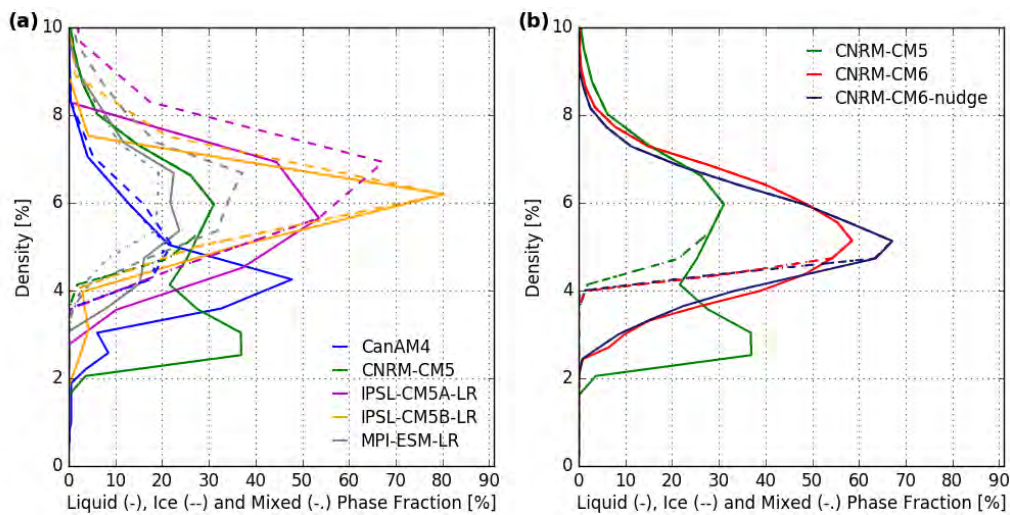 (a)
10
8
6
4
2
0
Density [%]
CanAM4
CNRM-CM5
IPSL-CM5A-LR
IPSL-CM5B-LR
MPI-ESM-LR
0 10 20 30 40 50 60 70 80 90
Liquid (-), Ice (--) and Mixed (-.) Phase Fraction [%]
(b)
10
8
6
4
2
0
Density [%]
CNRM-CM5
CNRM-CM6
CNRM-CM6-nudge
0 10 20 30 40 50 60 70 80 90
Liquid (-), Ice (--) and Mixed (-.) Phase Fraction [%]